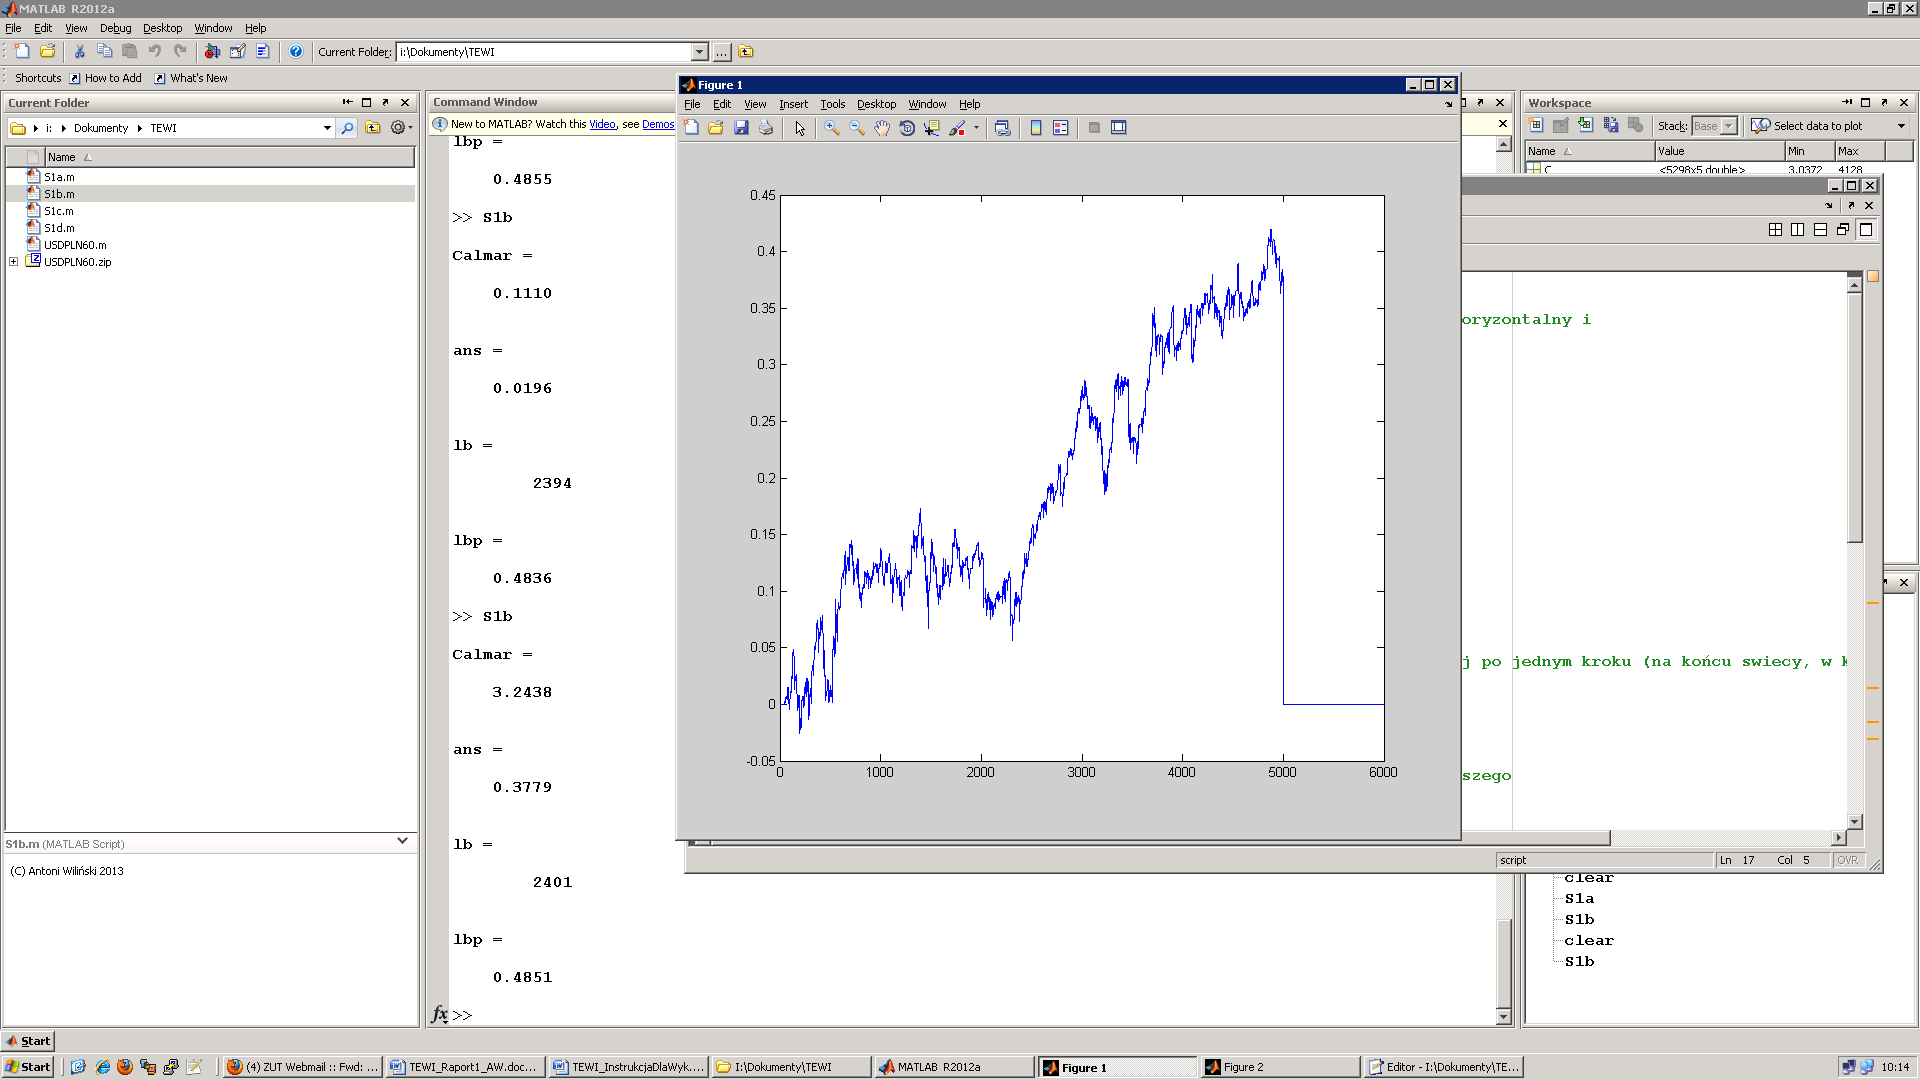 MATLAB R2012a
File Edit View Debug Desktop Window Help
Current Folder: i:\Dokumenty\TEWI
Shortcuts How to Add What's New
Current Folder
i: Dokumenty TEWI
Name
S1a.m
S1b.m
S1c.m
S1d.m
USDPLN60.m
USDPLN60.zip
S1b.m (MATLAB Script)
(C) Antoni Wiliński 2013
Command Window
New to MATLAB? Watch this Video, see Demos
lbp =
0.4855
>> S1b
Calmar =
0.1110
ans =
0.0196
lb =
2394
lbp =
0.4836
>> S1b
Calmar =
3.2438
ans =
0.3779
lb =
2401
lbp =
0.4851
fx >>
Figure 1
File Edit View Insert Tools Desktop Window Help
0.45
0.4
0.35
0.3
0.25
0.2
0.15
0.1
0.05
0
-0.05
0 1000 2000 3000 4000 5000 6000
Workspace
Stack: Base Select data to plot
Name Value Min Max
C <5298x5 double> 3.0372 4128
oryzontalny i
j po jednym kroku (na końcu swiecy, w k
szego
script Ln 17 Col 5 OVR
clear
S1a
S1b
clear
S1b
Start
Start (4) ZUT Webmail :: Fwd: ... TEWI_Raport1_AW.doc... TEWI_InstrukcjaDlaWyk... I:\Dokumenty\TEWI MATLAB R2012a Figure 1 Figure 2 Editor - I:\Dokumenty\TE... 10:14